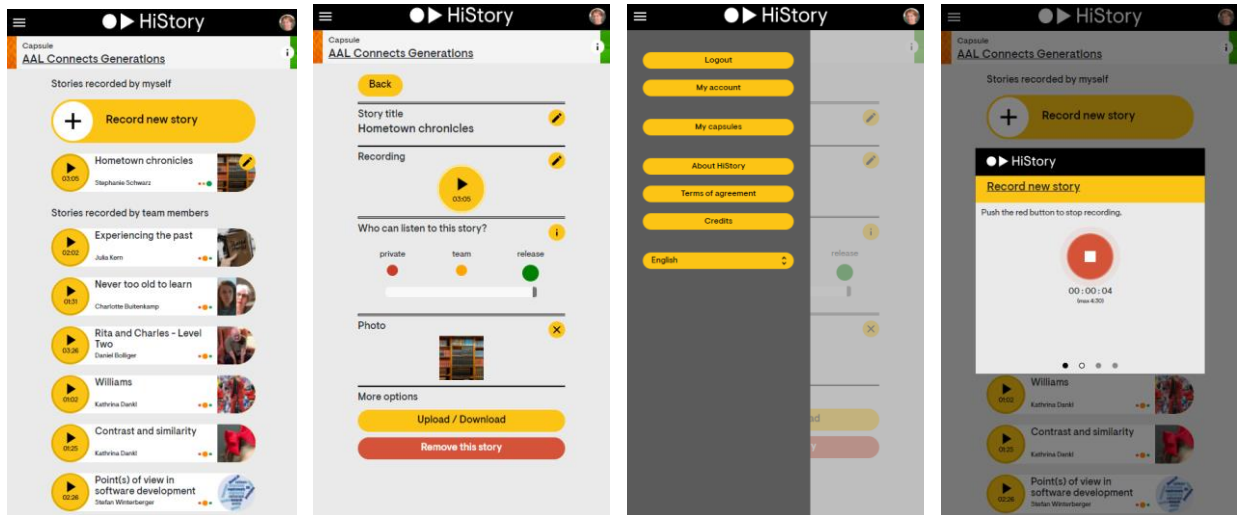 HiStory
Capsule
AAL Connects Generations
i
Stories recorded by myself
Record new story
03:05
Hometown chronicles
Stephanie Schwarz
Stories recorded by team members
02:02
Experiencing the past
Julia Kern
01:31
Never too old to learn
Charlotte Buitenkamp
03:26
Rita and Charles - Level
Two
Daniel Bolliger
01:02
Williams
Kathrina Dankl
01:25
Contrast and similarity
Kathrina Dankl
02:26
Point(s) of view in
software development
Stefan Winterberger
HiStory
Capsule
AAL Connects Generations
i
Back
Story title
Hometown chronicles
Recording
03:05
Who can listen to this story?
i
private team release
Photo
More options
Upload / Download
Remove this story
HiStory
i
Logout
My account
My capsules
About HiStory
Terms of agreement
Credits
English
i
release
ad
y
HiStory
Capsule
AAL Connects Generations
i
Stories recorded by myself
Record new story
HiStory
Record new story
Push the red button to stop recording.
00:00:04
(max 4:30)
01:02
Williams
Kathrina Dankl
01:25
Contrast and similarity
Kathrina Dankl
02:26
Point(s) of view in
software development
Stefan Winterberger